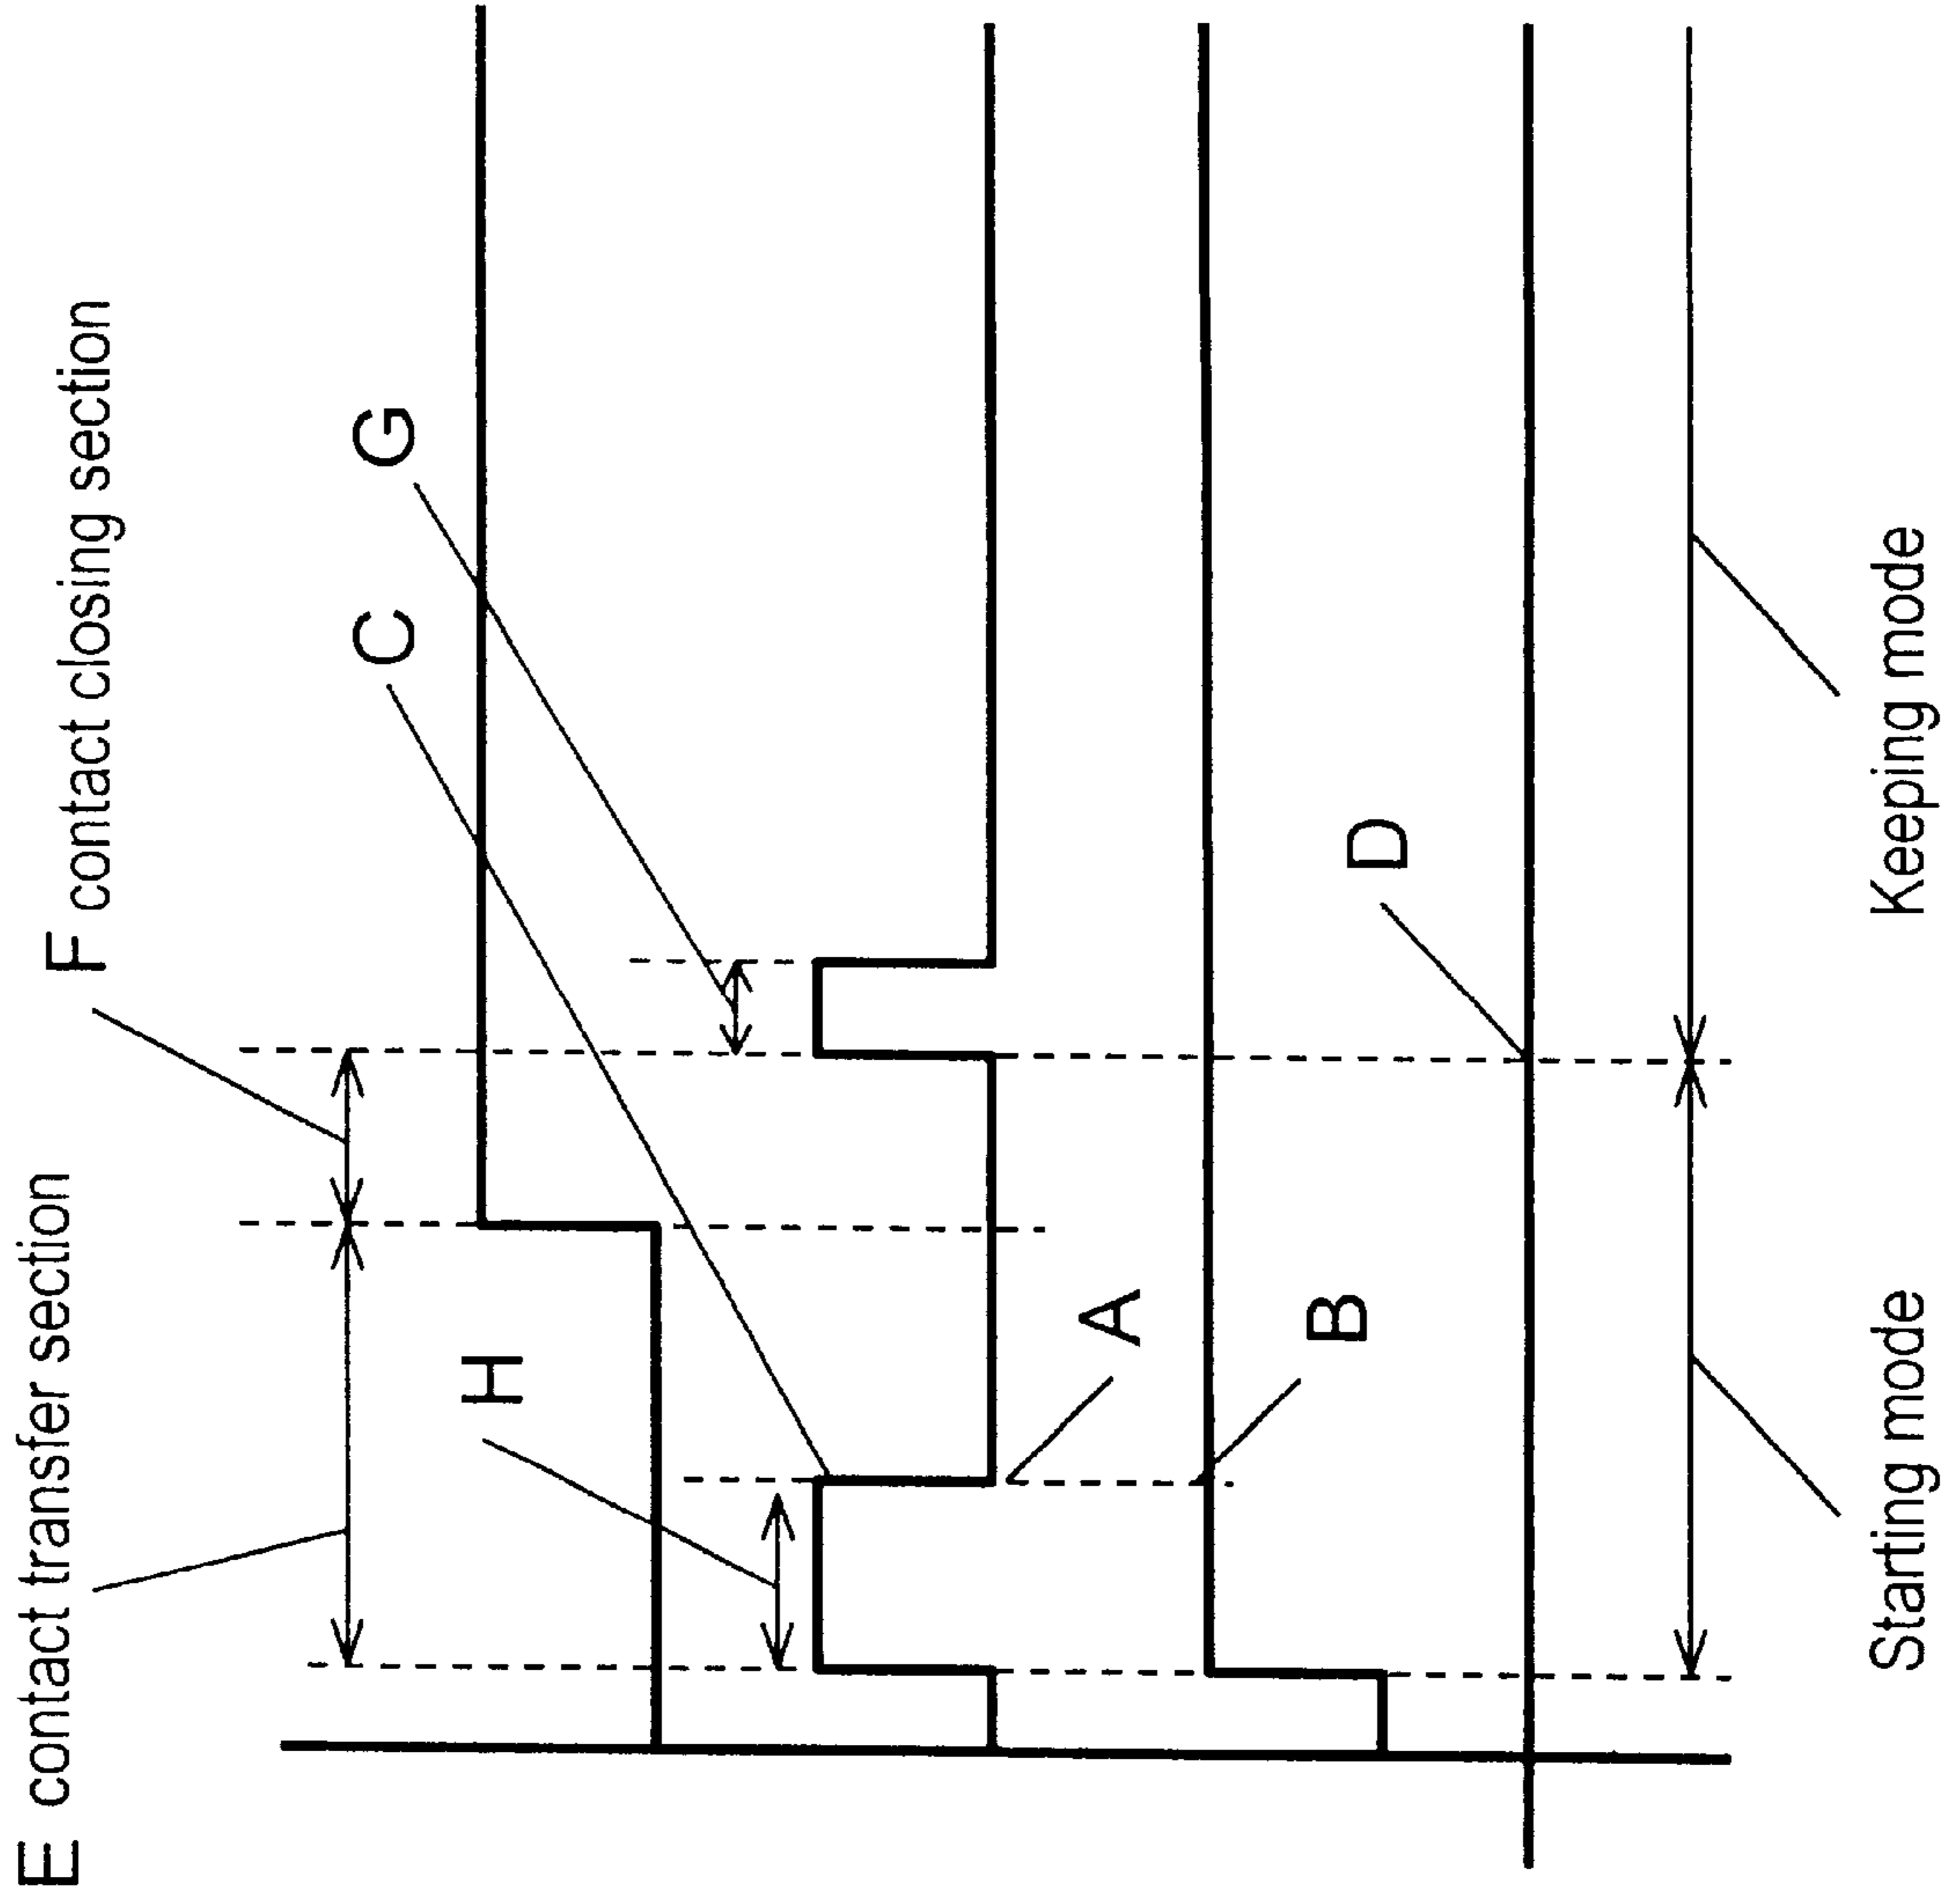 E contact transfer section
F contact closing section
H
C
G
A
B
D
Starting mode
Keeping mode